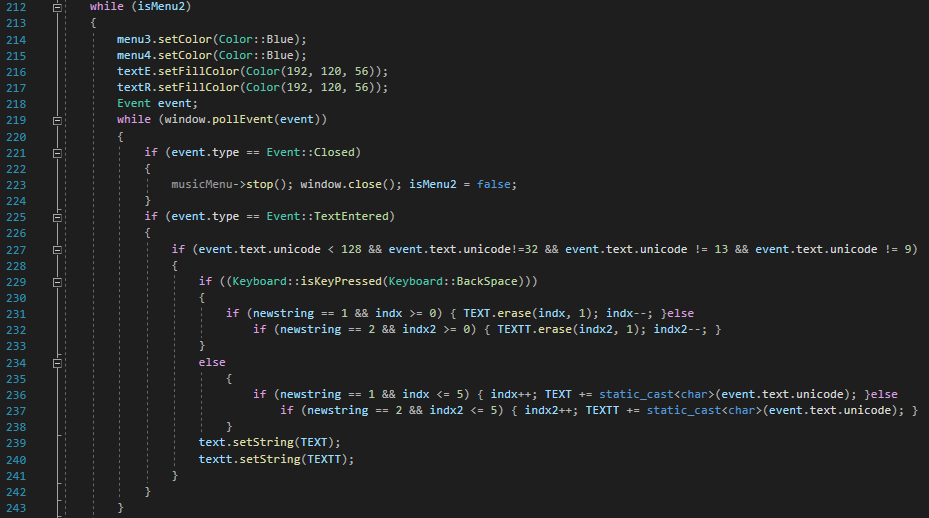 212 while (isMenu2)
213 {
214 menu3.setColor(Color::Blue);
215 menu4.setColor(Color::Blue);
216 textE.setFillColor(Color(192, 120, 56));
217 textR.setFillColor(Color(192, 120, 56));
218 Event event;
219 while (window.pollEvent(event))
220 {
221 if (event.type == Event::Closed)
222 {
223 musicMenu->stop(); window.close(); isMenu2 = false;
224 }
225 if (event.type == Event::TextEntered)
226 {
227 if (event.text.unicode < 128 && event.text.unicode!=32 && event.text.unicode != 13 && event.text.unicode != 9)
228 {
229 if ((Keyboard::isKeyPressed(Keyboard::BackSpace)))
230 {
231 if (newstring == 1 && indx >= 0) { TEXT.erase(indx, 1); indx--; }else
232 if (newstring == 2 && indx2 >= 0) { TEXTT.erase(indx2, 1); indx2--; }
233 }
234 else
235 {
236 if (newstring == 1 && indx <= 5) { indx++; TEXT += static_cast<char>(event.text.unicode); }else
237 if (newstring == 2 && indx2 <= 5) { indx2++; TEXTT += static_cast<char>(event.text.unicode); }
238 }
239 text.setString(TEXT);
240 textt.setString(TEXTT);
241 }
242 }
243 }